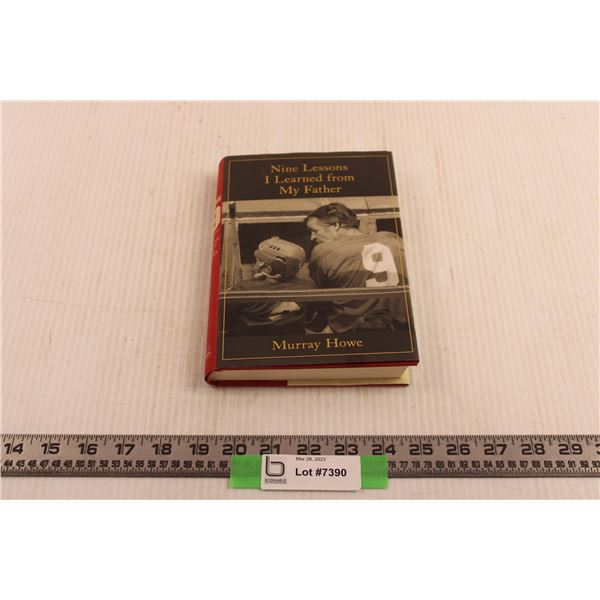 Nine Lessons
I Learned from
My Father
9
Murray Howe
14 15 16 17 18 19 20 21 22 23 24 25 26 27 28 29
Mar 28, 2023
Lot #7390
b
BODNARUS